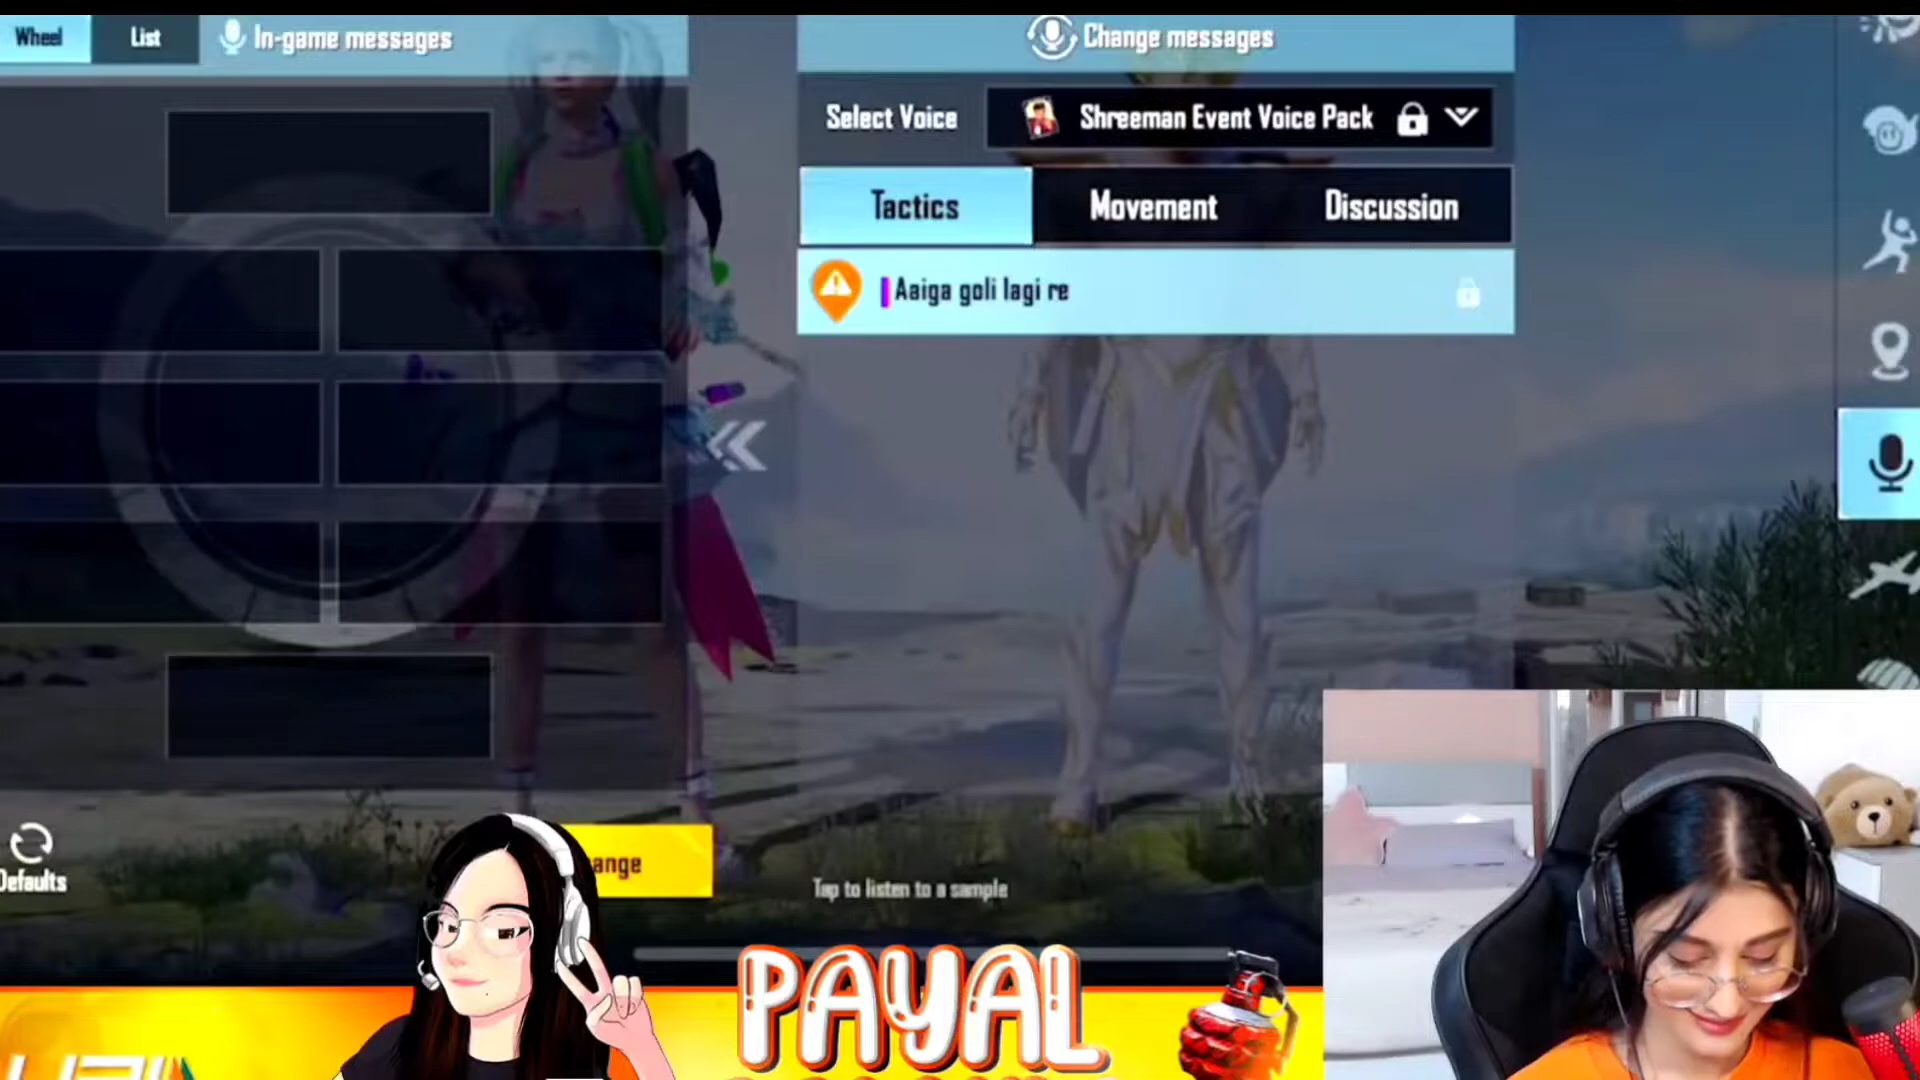 Wheel
List
In-game messages
Change messages
Select Voice
Shreeman Event Voice Pack
Tactics
Movement
Discussion
Aaiga goli lagi re
Defaults
ange
Tap to listen to a sample
PAYAL